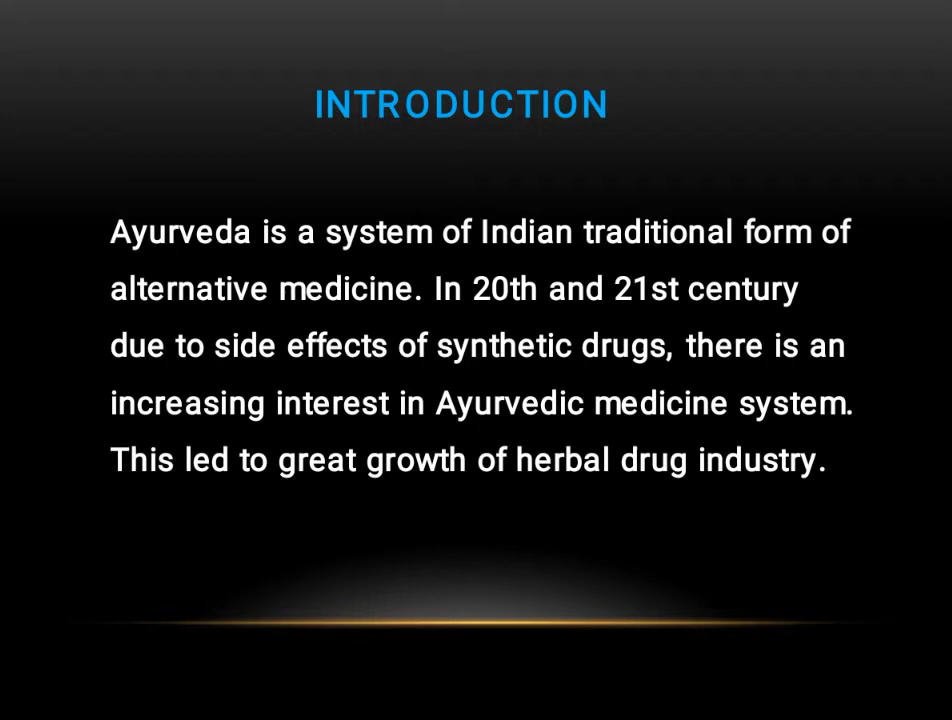 INTRODUCTION
Ayurveda is a system of Indian traditional form of
alternative medicine. In 20th and 21st century
due to side effects of synthetic drugs, there is an
increasing interest in Ayurvedic medicine system.
This led to great growth of herbal drug industry.